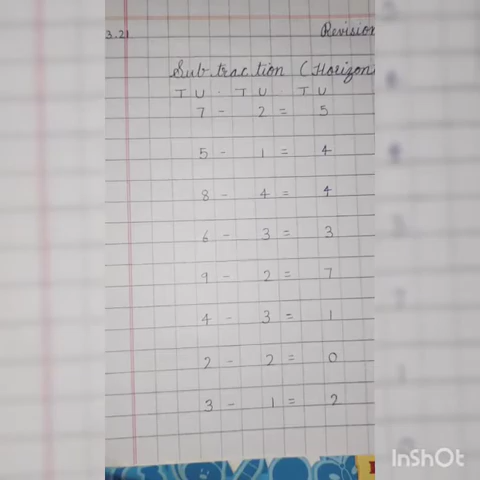 3.21 Revision
Subtraction (Horizon
T U . T U . T U
7 - 2 = 5
5 - 1 = 4
8 - 4 = 4
6 - 3 = 3
9 - 2 = 7
4 - 3 = 1
2 - 2 = 0
3 - 1 = 2
InShOt